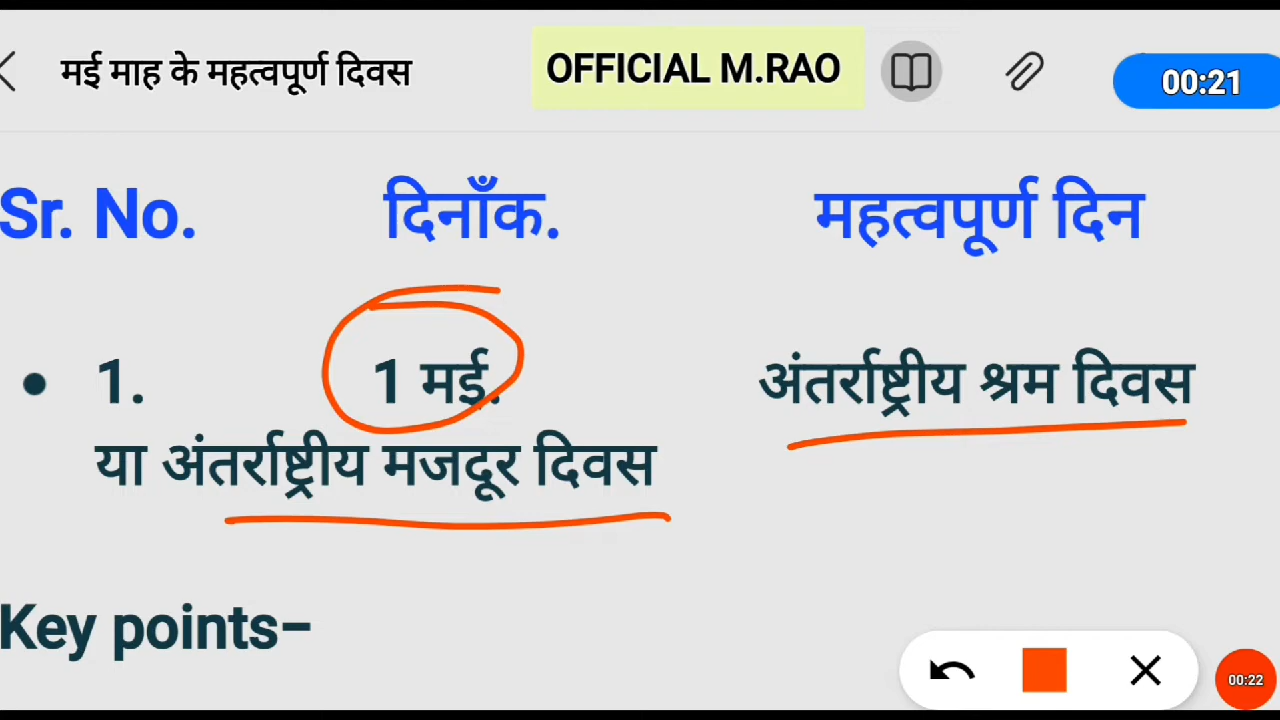 मई माह के महत्वपूर्ण दिवस OFFICIAL M.RAO 00:21
Sr. No. दिनाँक. महत्वपूर्ण दिन
• 1. 1 मई. अंतर्राष्ट्रीय श्रम दिवस
या अंतर्राष्ट्रीय मजदूर दिवस
Key points–
00:22